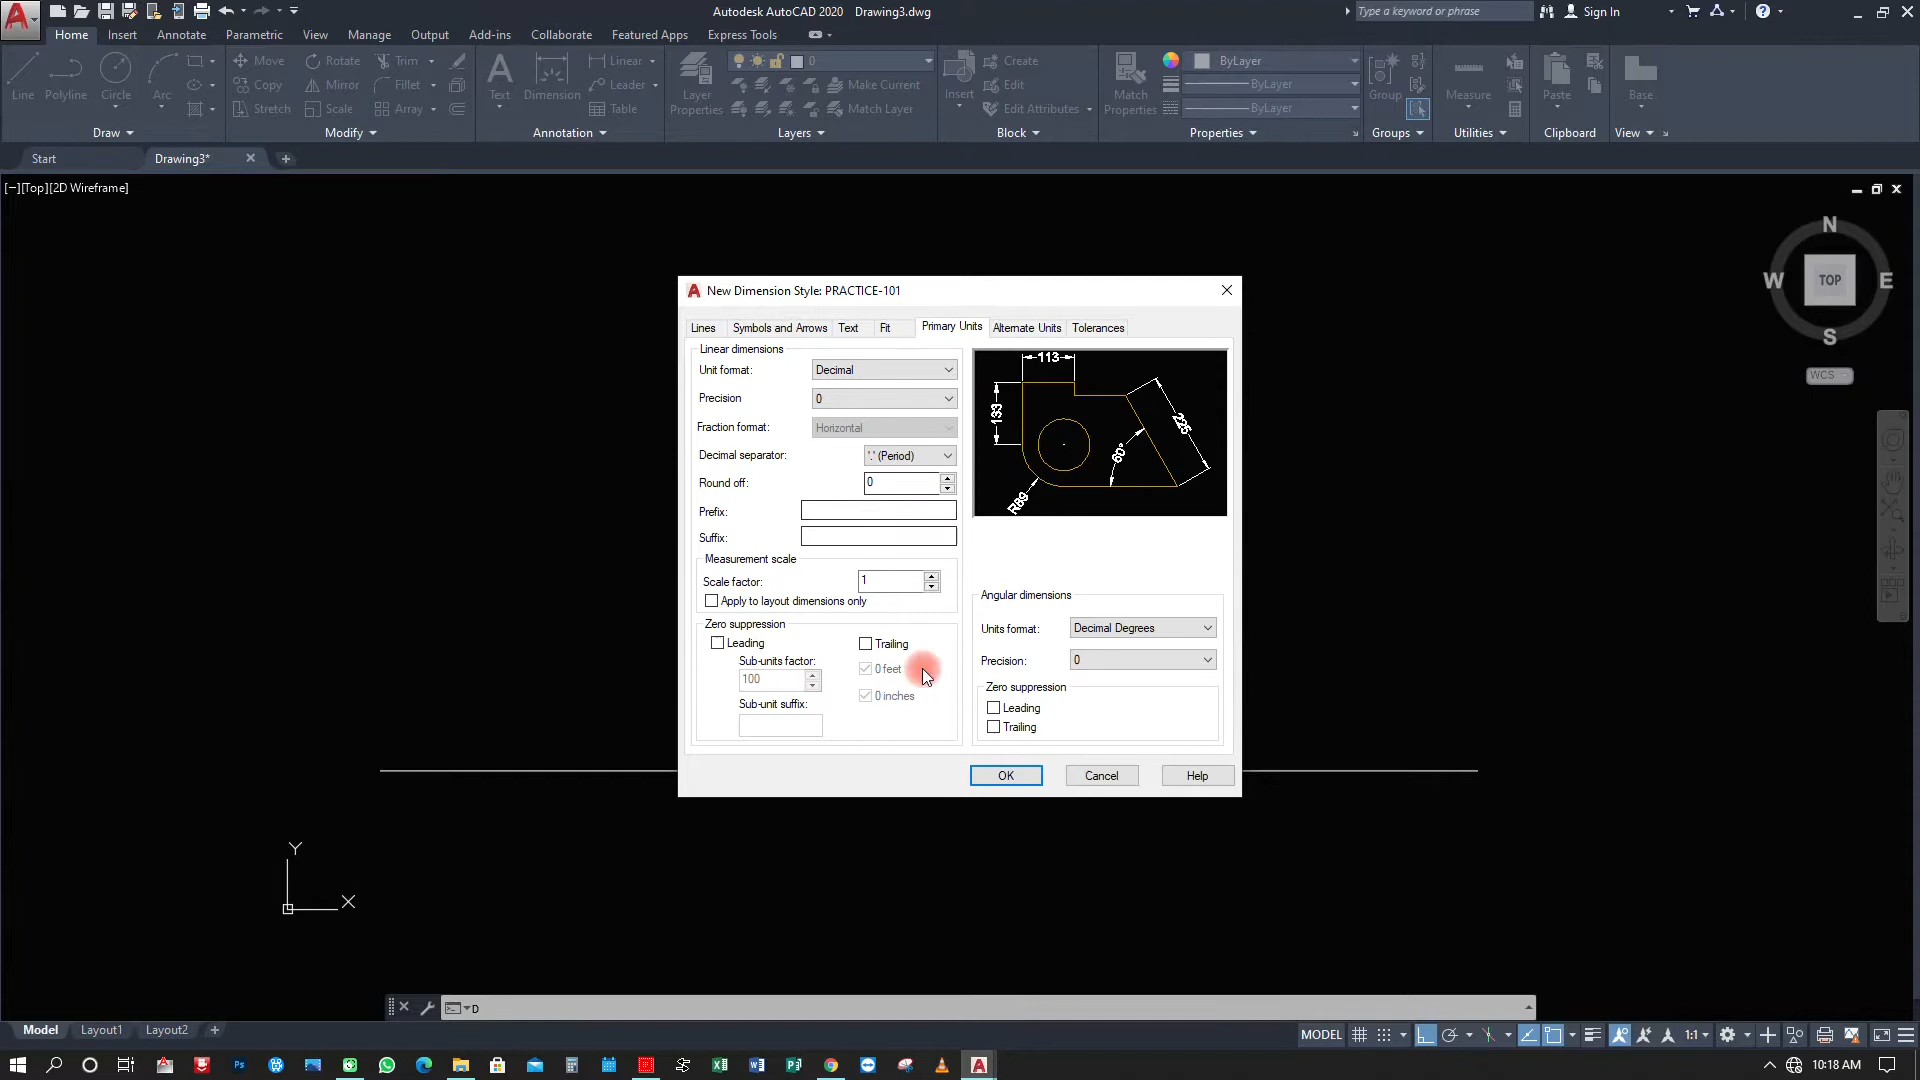 Autodesk AutoCAD 2020 Drawing3.dwg
Type a keyword or phrase
Sign In
Home Insert Annotate Parametric View Manage Output Add-ins Collaborate Featured Apps Express Tools
Line Polyline Circle Arc
Move Rotate Trim
Copy Mirror Fillet
Stretch Scale Array
Text Dimension
Linear
Leader
Table
Layer Properties
0
Make Current
Match Layer
Insert
Create
Edit
Edit Attributes
Match Properties
ByLayer
ByLayer
ByLayer
Group
Measure
Paste
Base
Draw Modify Annotation Layers Block Properties Groups Utilities Clipboard View
Start Drawing3*
[−][Top][2D Wireframe]
N
W TOP E
S
WCS
New Dimension Style: PRACTICE-101
Lines Symbols and Arrows Text Fit Primary Units Alternate Units Tolerances
Linear dimensions
Unit format: Decimal
Precision 0
Fraction format: Horizontal
Decimal separator: '.' (Period)
Round off: 0
Prefix:
Suffix:
Measurement scale
Scale factor: 1
Apply to layout dimensions only
Zero suppression
Leading
Sub-units factor:
100
Sub-unit suffix:
Trailing
0 feet
0 inches
113
133
225
60°
R89
Angular dimensions
Units format: Decimal Degrees
Precision: 0
Zero suppression
Leading
Trailing
OK Cancel Help
Y
X
D
Model Layout1 Layout2
MODEL
1:1
10:18 AM